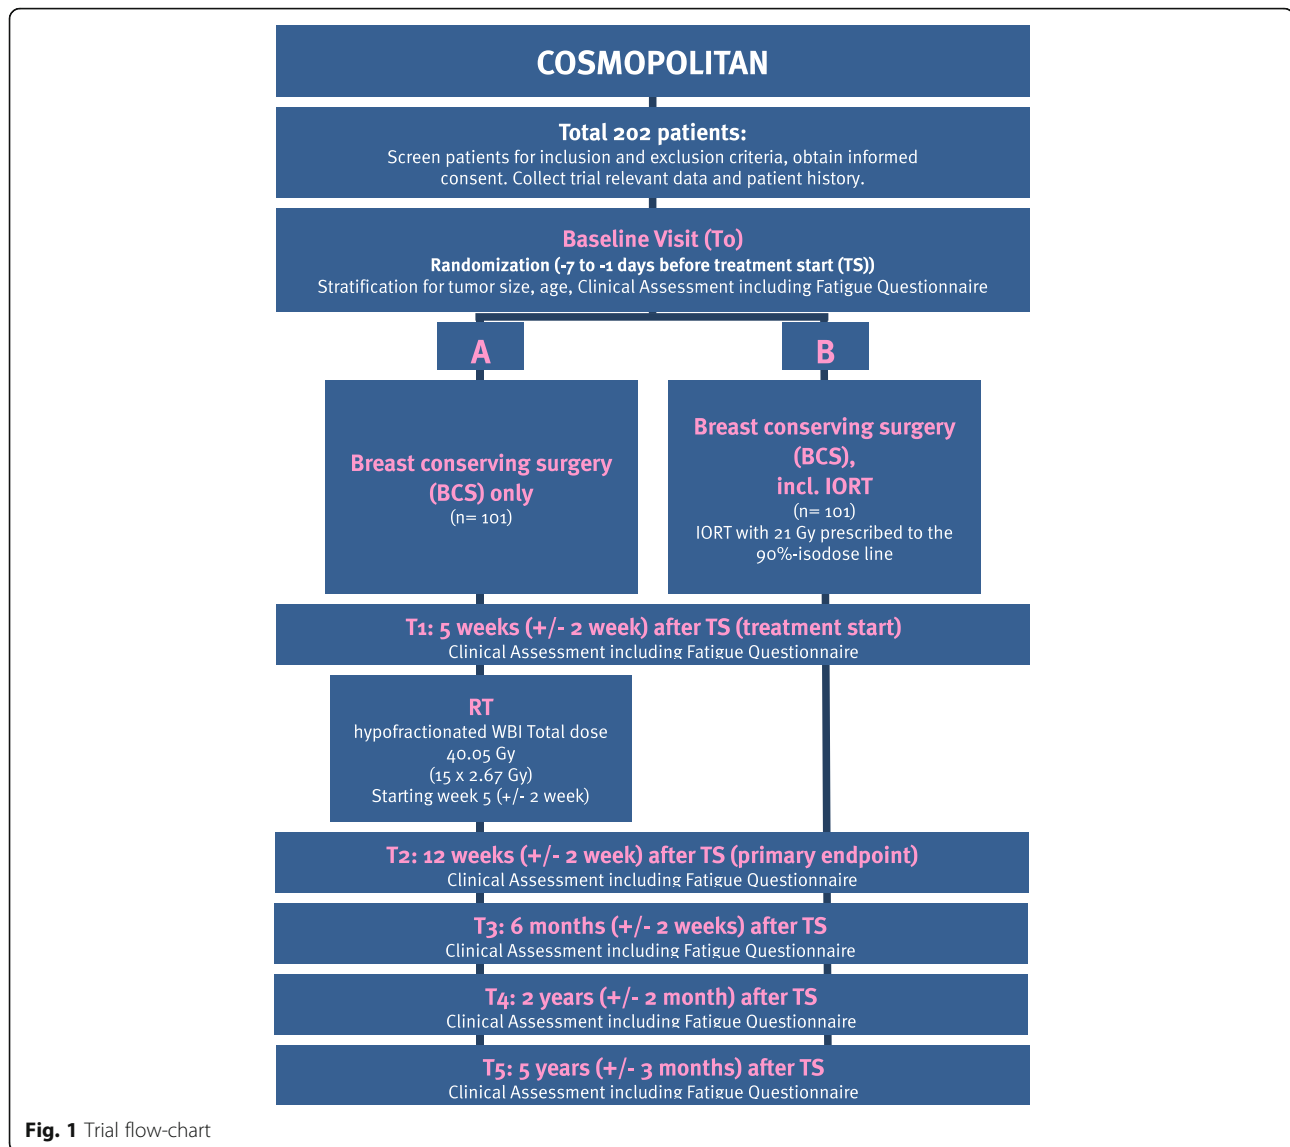 COSMOPOLITAN
Total 202 patients:
Screen patients for inclusion and exclusion criteria, obtain informed
consent. Collect trial relevant data and patient history.
Baseline Visit (T0)
Randomization (-7 to -1 days before treatment start (TS))
Stratification for tumor size, age, Clinical Assessment including Fatigue Questionnaire
A
B
Breast conserving surgery
(BCS) only
(n= 101)
Breast conserving surgery
(BCS),
incl. IORT
(n= 101)
IORT with 21 Gy prescribed to the
90%-isodose line
T1: 5 weeks (+/- 2 week) after TS (treatment start)
Clinical Assessment including Fatigue Questionnaire
RT
hypofractionated WBI Total dose
40.05 Gy
(15 x 2.67 Gy)
Starting week 5 (+/- 2 week)
T2: 12 weeks (+/- 2 week) after TS (primary endpoint)
Clinical Assessment including Fatigue Questionnaire
T3: 6 months (+/- 2 weeks) after TS
Clinical Assessment including Fatigue Questionnaire
T4: 2 years (+/- 2 month) after TS
Clinical Assessment including Fatigue Questionnaire
T5: 5 years (+/- 3 months) after TS
Clinical Assessment including Fatigue Questionnaire
Fig. 1 Trial flow-chart